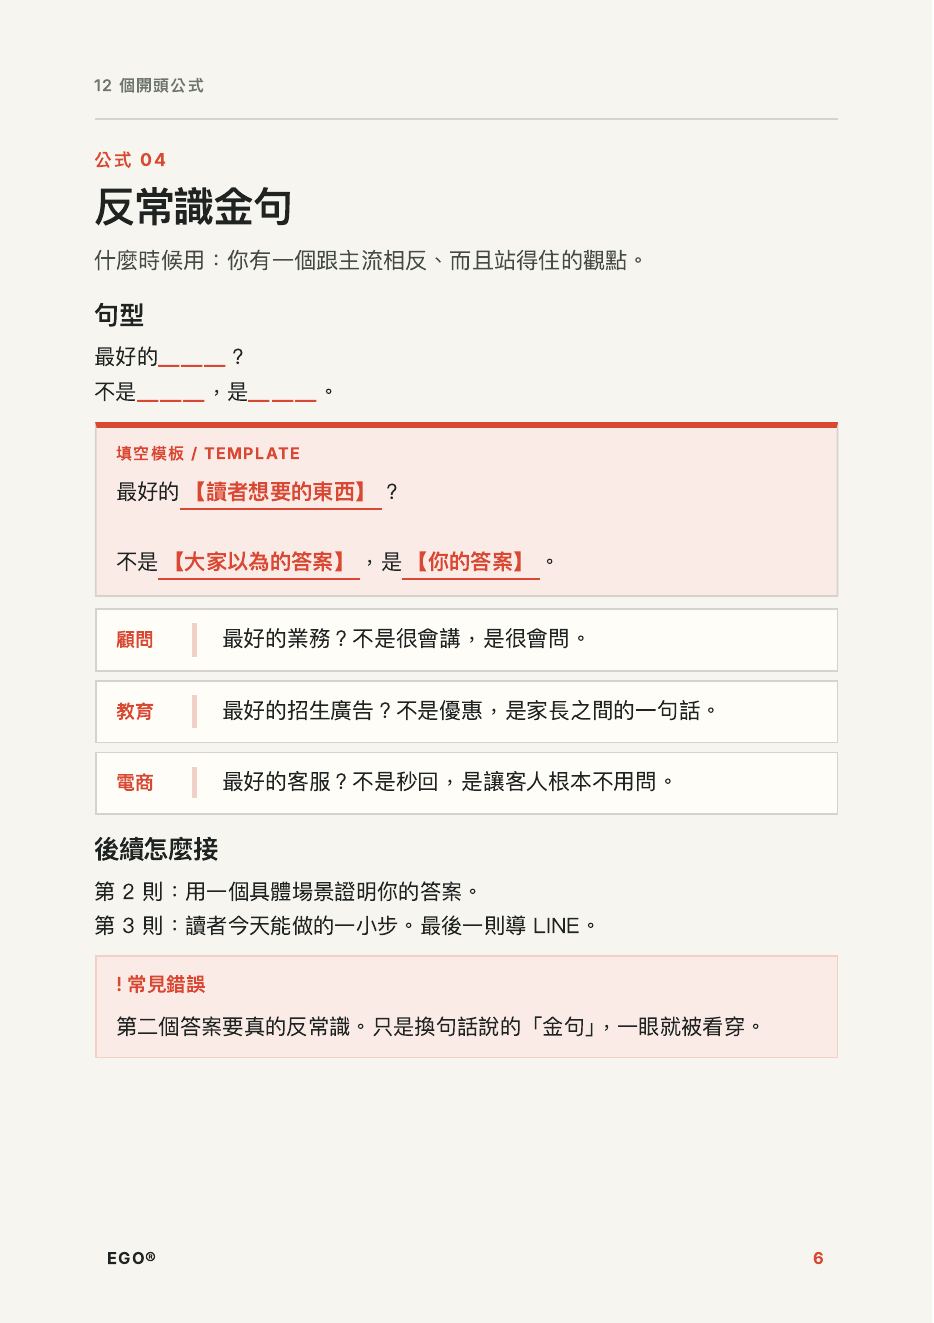 12 個開頭公式
公式 04
反常識金句
什麼時候用：你有一個跟主流相反、而且站得住的觀點。
句型
最好的______？
不是______，是______。
填空模板 / TEMPLATE
最好的【讀者想要的東西】？
不是【大家以為的答案】，是【你的答案】。
顧問 最好的業務？不是很會講，是很會問。
教育 最好的招生廣告？不是優惠，是家長之間的一句話。
電商 最好的客服？不是秒回，是讓客人根本不用問。
後續怎麼接
第 2 則：用一個具體場景證明你的答案。
第 3 則：讀者今天能做的一小步。最後一則導 LINE。
! 常見錯誤
第二個答案要真的反常識。只是換句話說的「金句」，一眼就被看穿。
EGO®
6